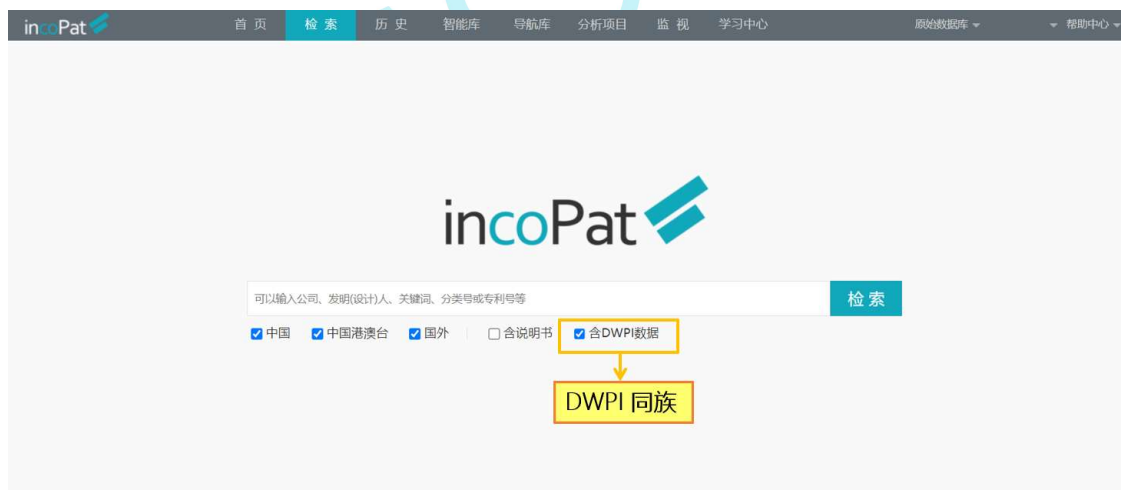 incoPat 首 页 检 索 历 史 智能库 导航库 分析项目 监 视 学习中心 原始数据库 帮助中心
incoPat
可以输入公司、发明(设计)人、关键词、分类号或专利号等 检 索
中国 中国港澳台 国外 含说明书 含DWPI数据
DWPI 同族